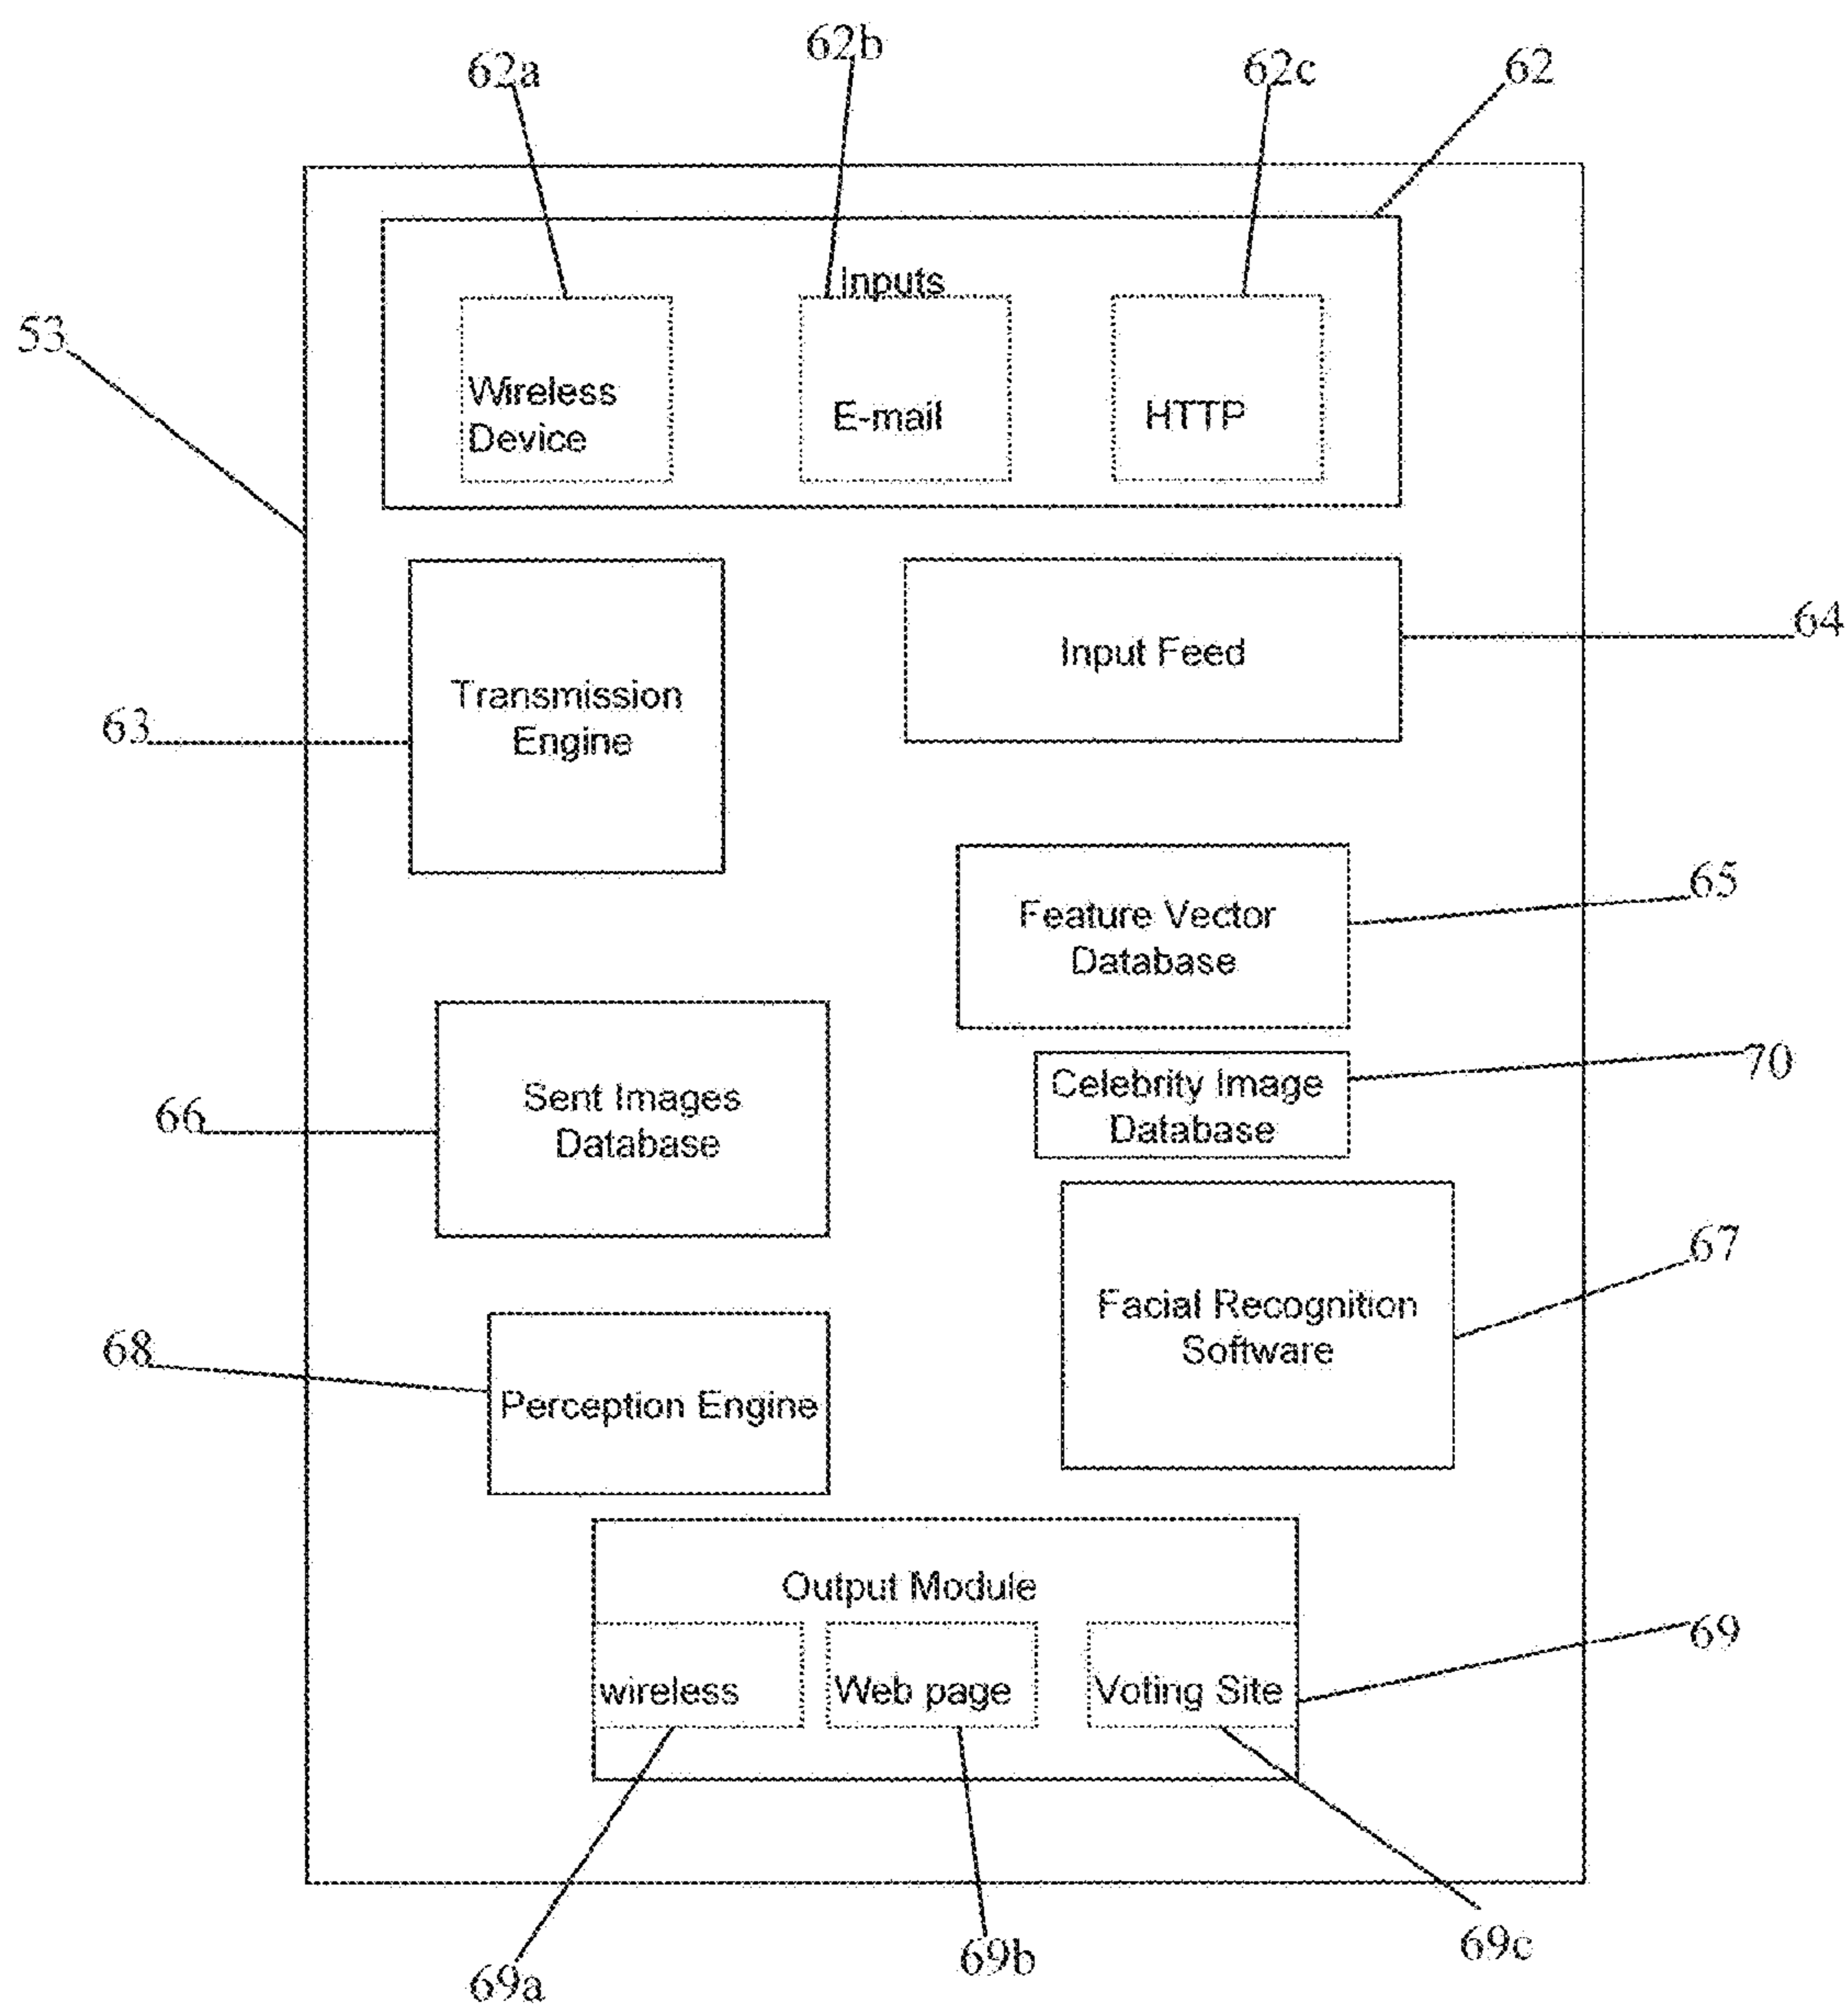 62a
62b
62c
62
53
Inputs
Wireless
Device
E-mail
HTTP
Transmission
Engine
63
Input Feed
64
Feature Vector
Database
65
Sent Images
Database
66
Celebrity Image
Database
70
Facial Recognition
Software
67
68
Perception Engine
Output Module
wireless
Web page
Voting Site
69
69a
69b
69c